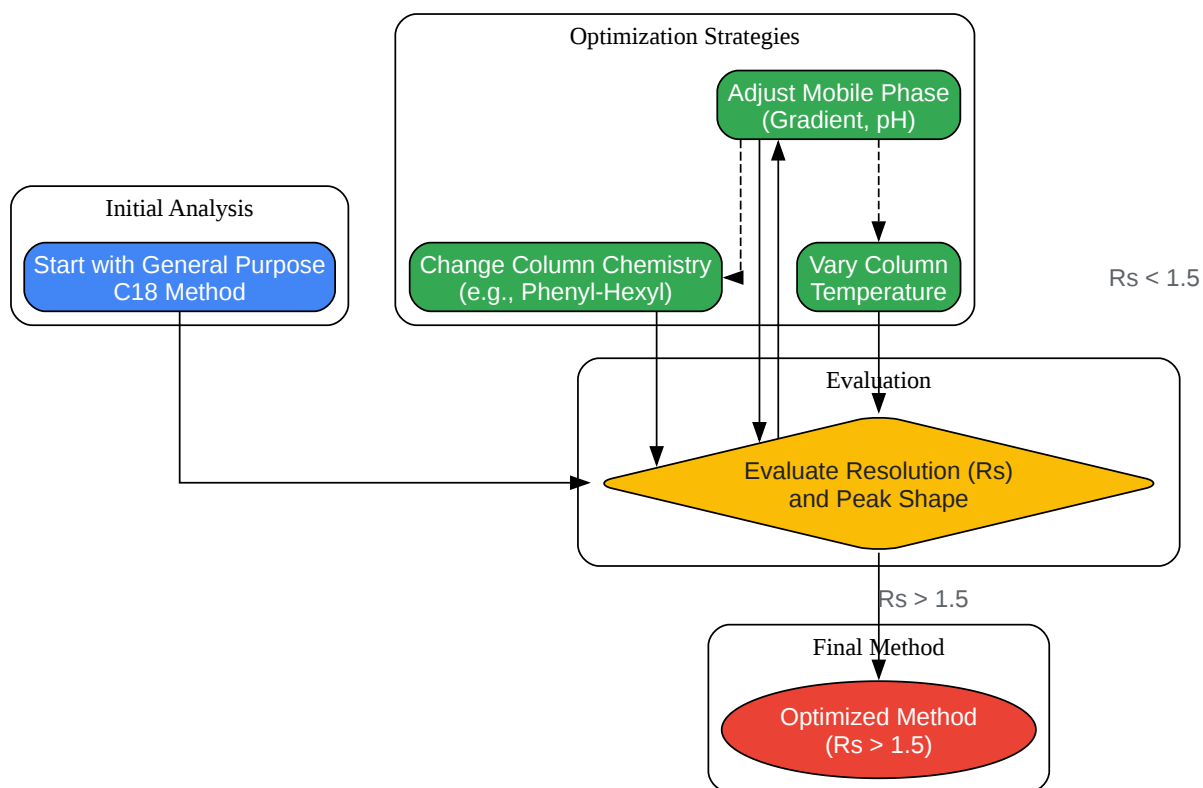 Optimization Strategies
Adjust Mobile Phase
(Gradient, pH)
Initial Analysis
Start with General Purpose
C18 Method
Change Column Chemistry
(e.g., Phenyl-Hexyl)
Vary Column
Temperature
Rs < 1.5
Evaluation
Evaluate Resolution (Rs)
and Peak Shape
Rs > 1.5
Final Method
Optimized Method
(Rs > 1.5)